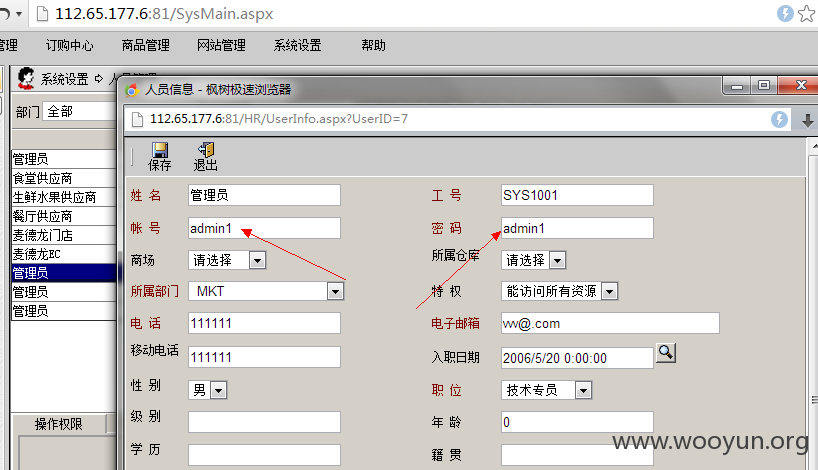 112.65.177.6:81/SysMain.aspx
管理 订购中心 商品管理 网站管理 系统设置 帮助
系统设置
部门 全部
管理员
食堂供应商
生鲜水果供应商
餐厅供应商
麦德龙门店
麦德龙EC
管理员
管理员
管理员
操作权限
人员信息 - 枫树极速浏览器
112.65.177.6:81/HR/UserInfo.aspx?UserID=7
保存 退出
姓 名 管理员 工 号 SYS1001
帐 号 admin1 密 码 admin1
商场 请选择 所属仓库 请选择
所属部门 MKT 特 权 能访问所有资源
电 话 111111 电子邮箱 vv@.com
移动电话 111111 入职日期 2006/5/20 0:00:00
性 别 男 职 位 技术专员
级 别 年 龄 0
学 历 籍 贯
www.wooyun.org